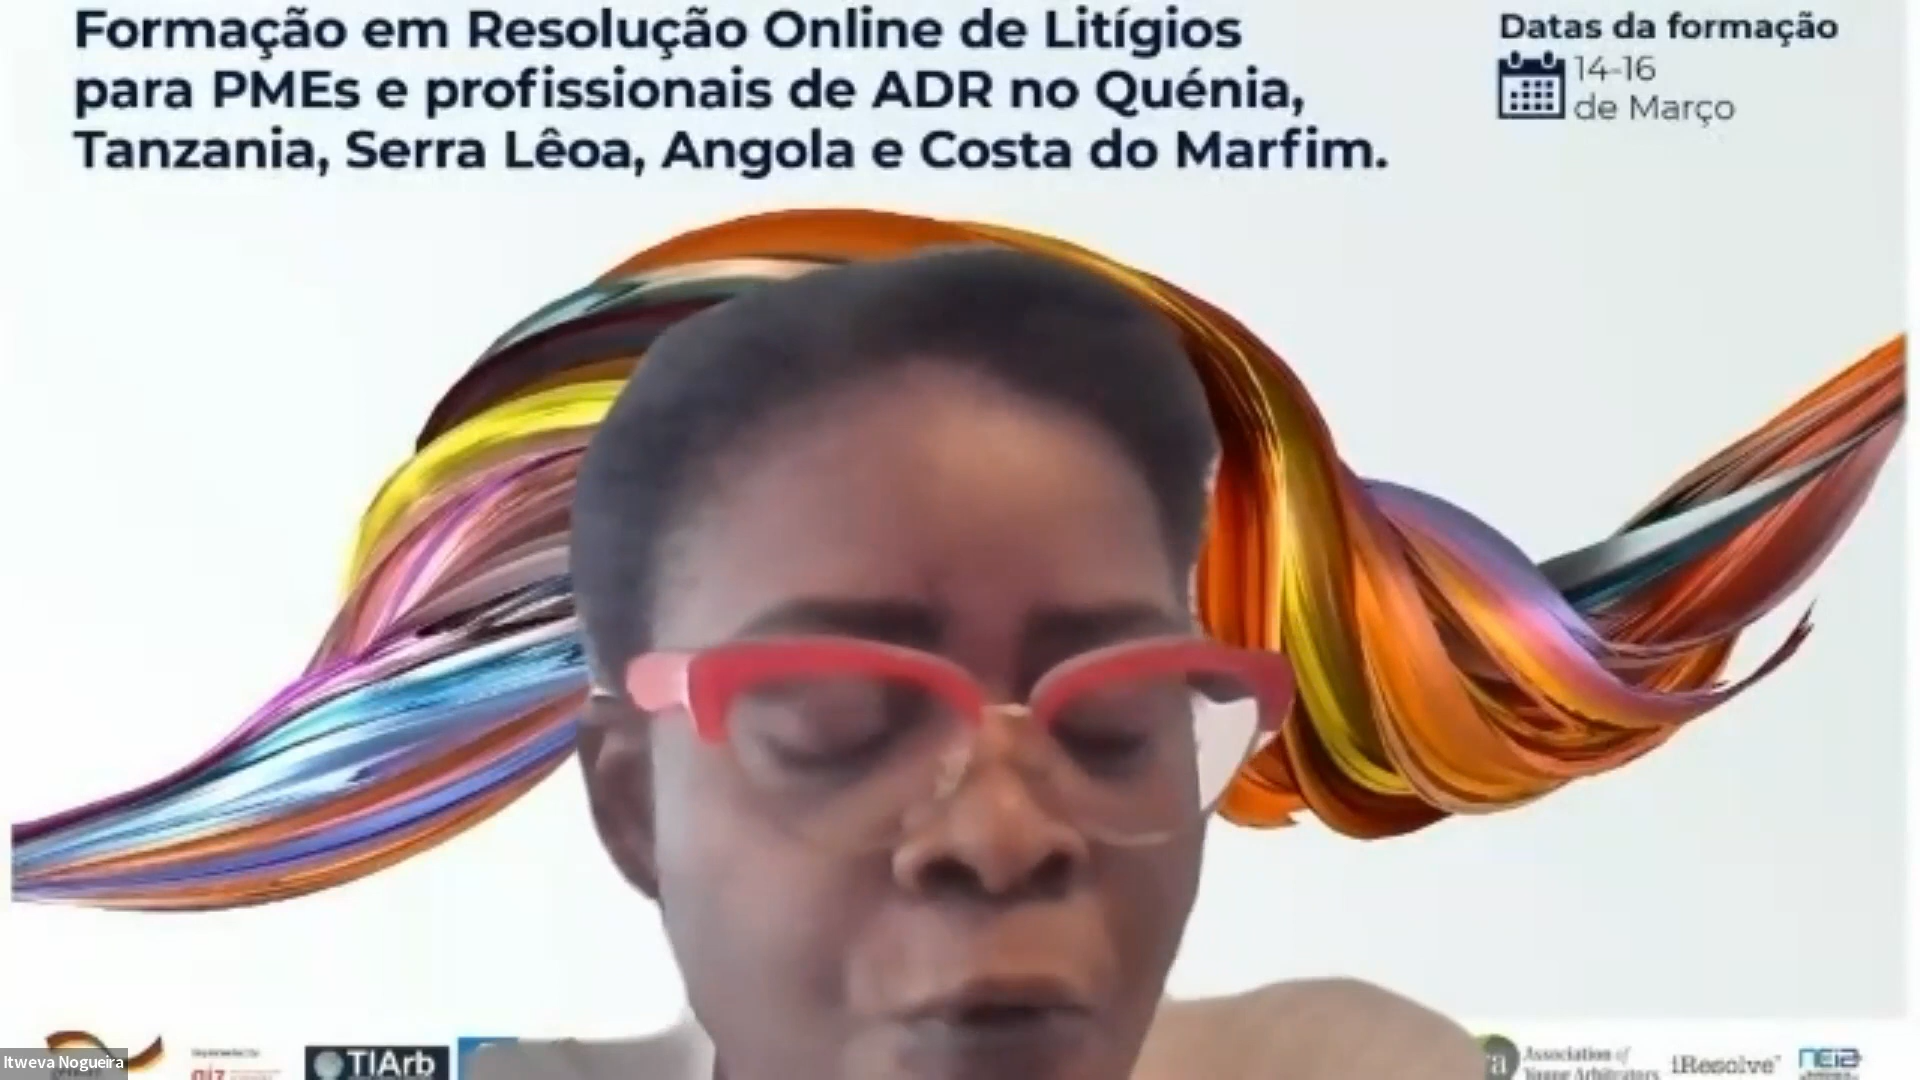 Formação em Resolução Online de Litígios
para PMEs e profissionais de ADR no Quénia,
Tanzania, Serra Lêoa, Angola e Costa do Marfim.
Datas da formação
14-16
de Março
Itweva Nogueira
giz
TIArb
Association of
Young Arbitrators
iResolve